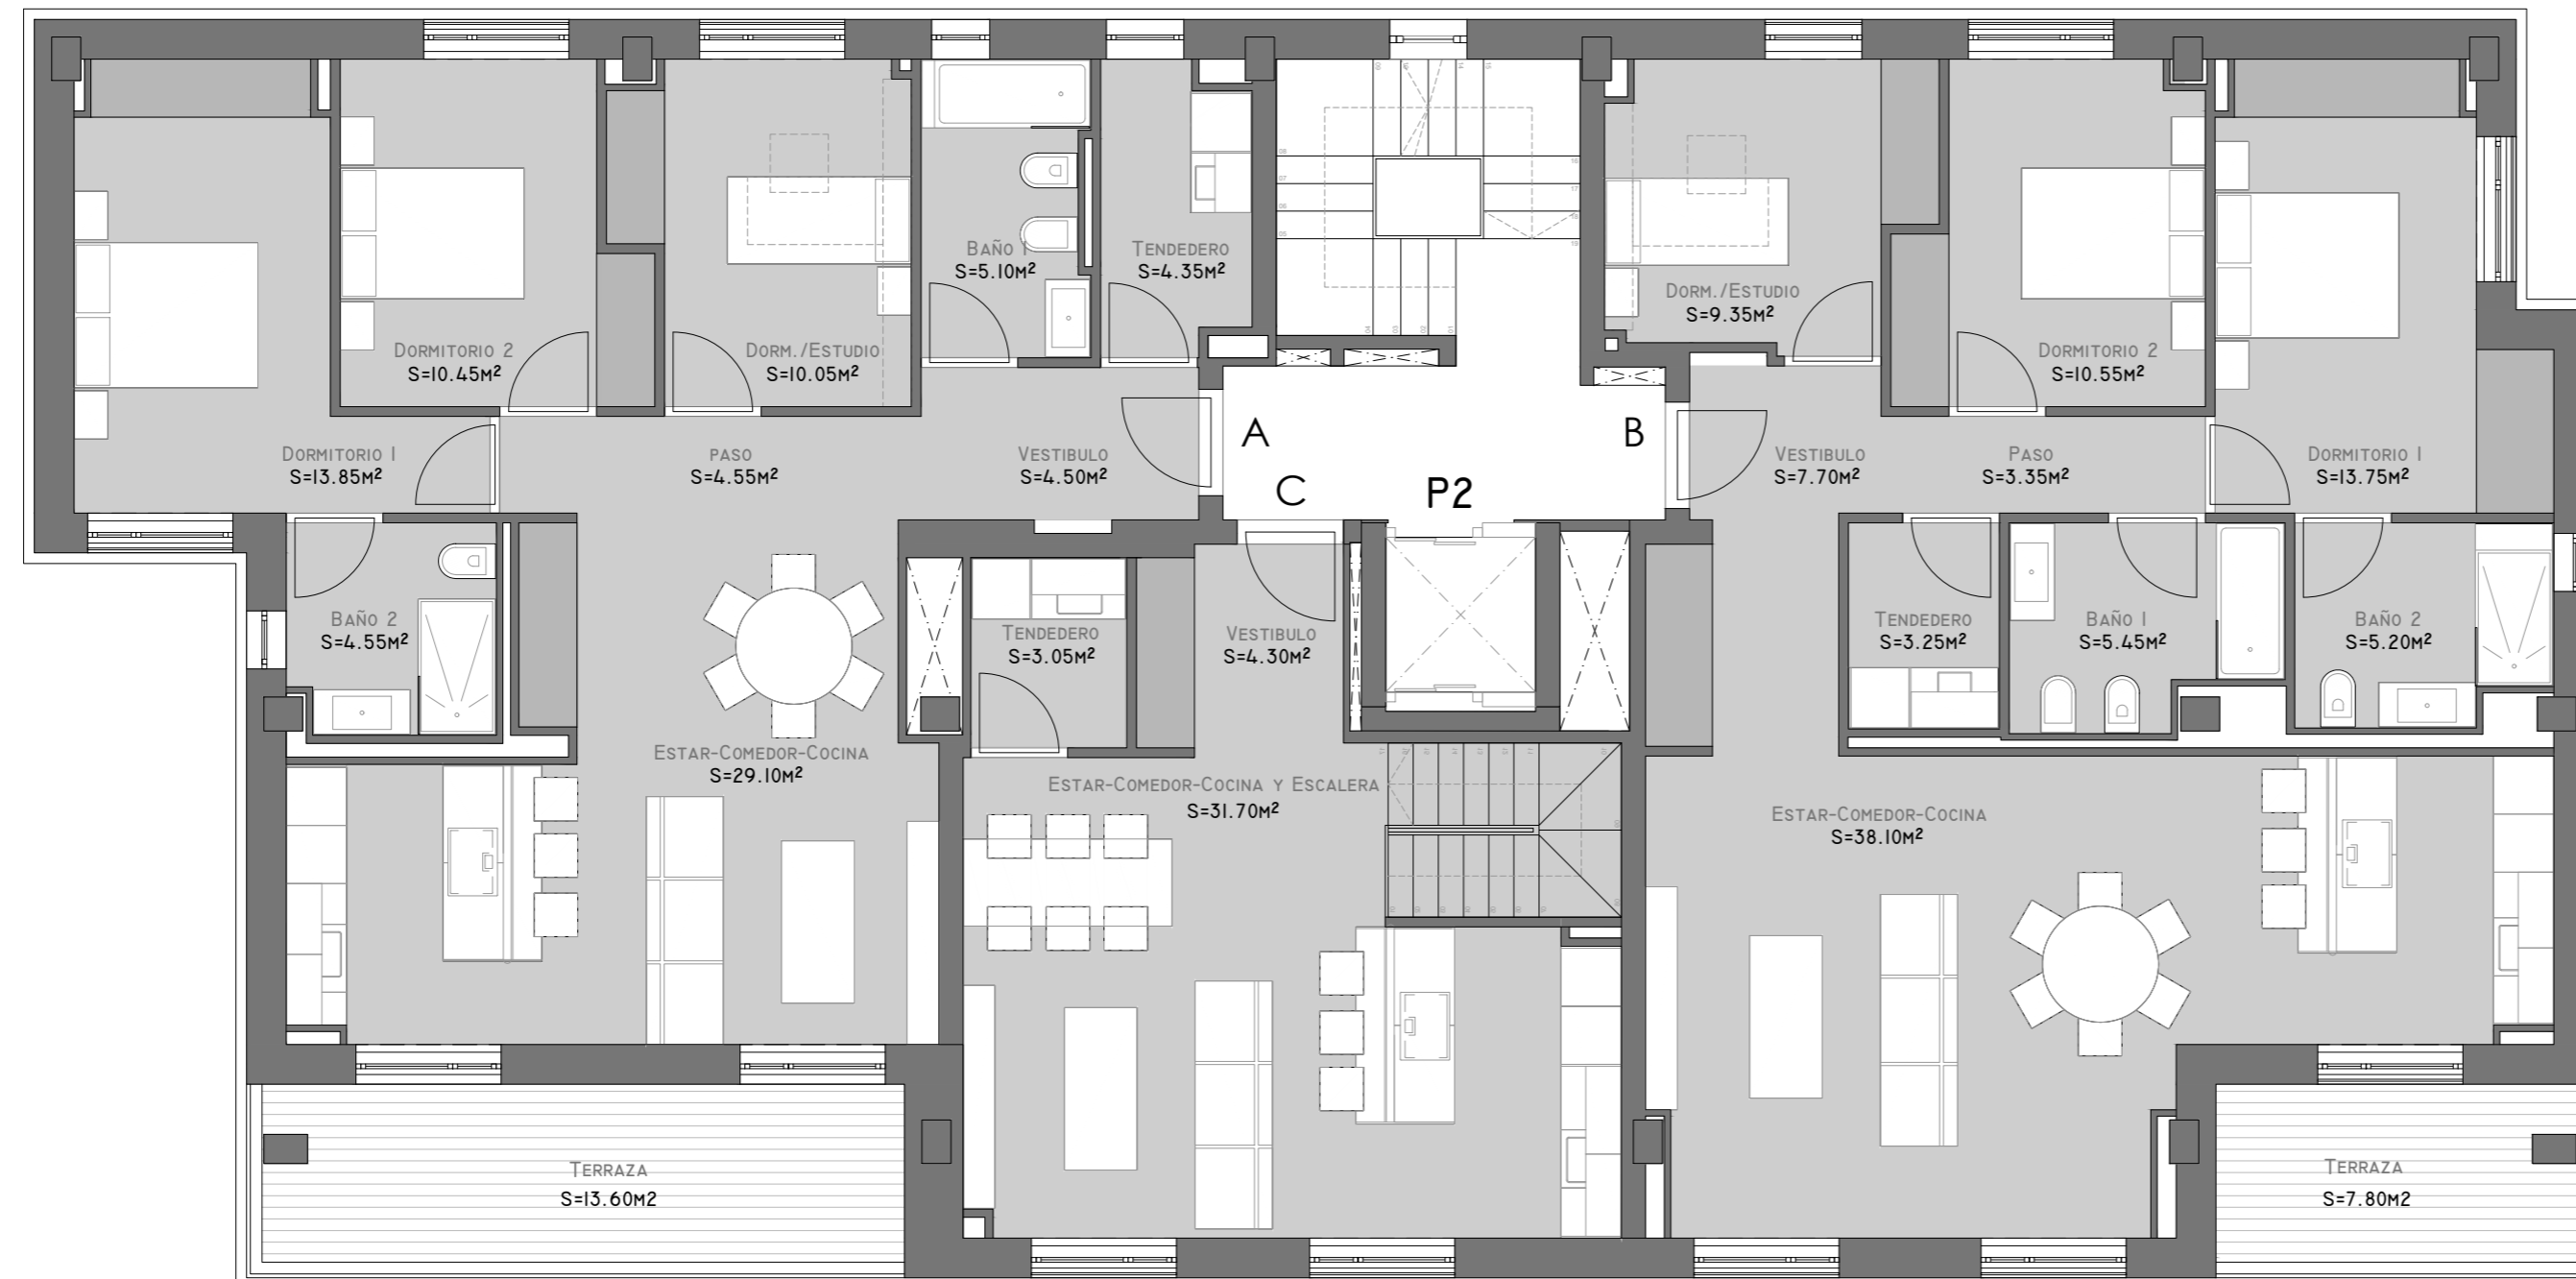 Baño 1
S=5.10m²
Tendedero
S=4.35m²
Dorm./Estudio
S=9.35m²
Dormitorio 2
S=10.45m²
Dorm./Estudio
S=10.05m²
Dormitorio 2
S=10.55m²
Dormitorio 1
S=13.85m²
paso
S=4.55m²
Vestibulo
S=4.50m²
A
C
P2
B
Vestibulo
S=7.70m²
Paso
S=3.35m²
Dormitorio 1
S=13.75m²
Baño 2
S=4.55m²
Tendedero
S=3.05m²
Vestibulo
S=4.30m²
Tendedero
S=3.25m²
Baño 1
S=5.45m²
Baño 2
S=5.20m²
Estar-Comedor-Cocina
S=29.10m²
Estar-Comedor-Cocina y Escalera
S=31.70m²
Estar-Comedor-Cocina
S=38.10m²
Terraza
S=13.60m2
Terraza
S=7.80m2